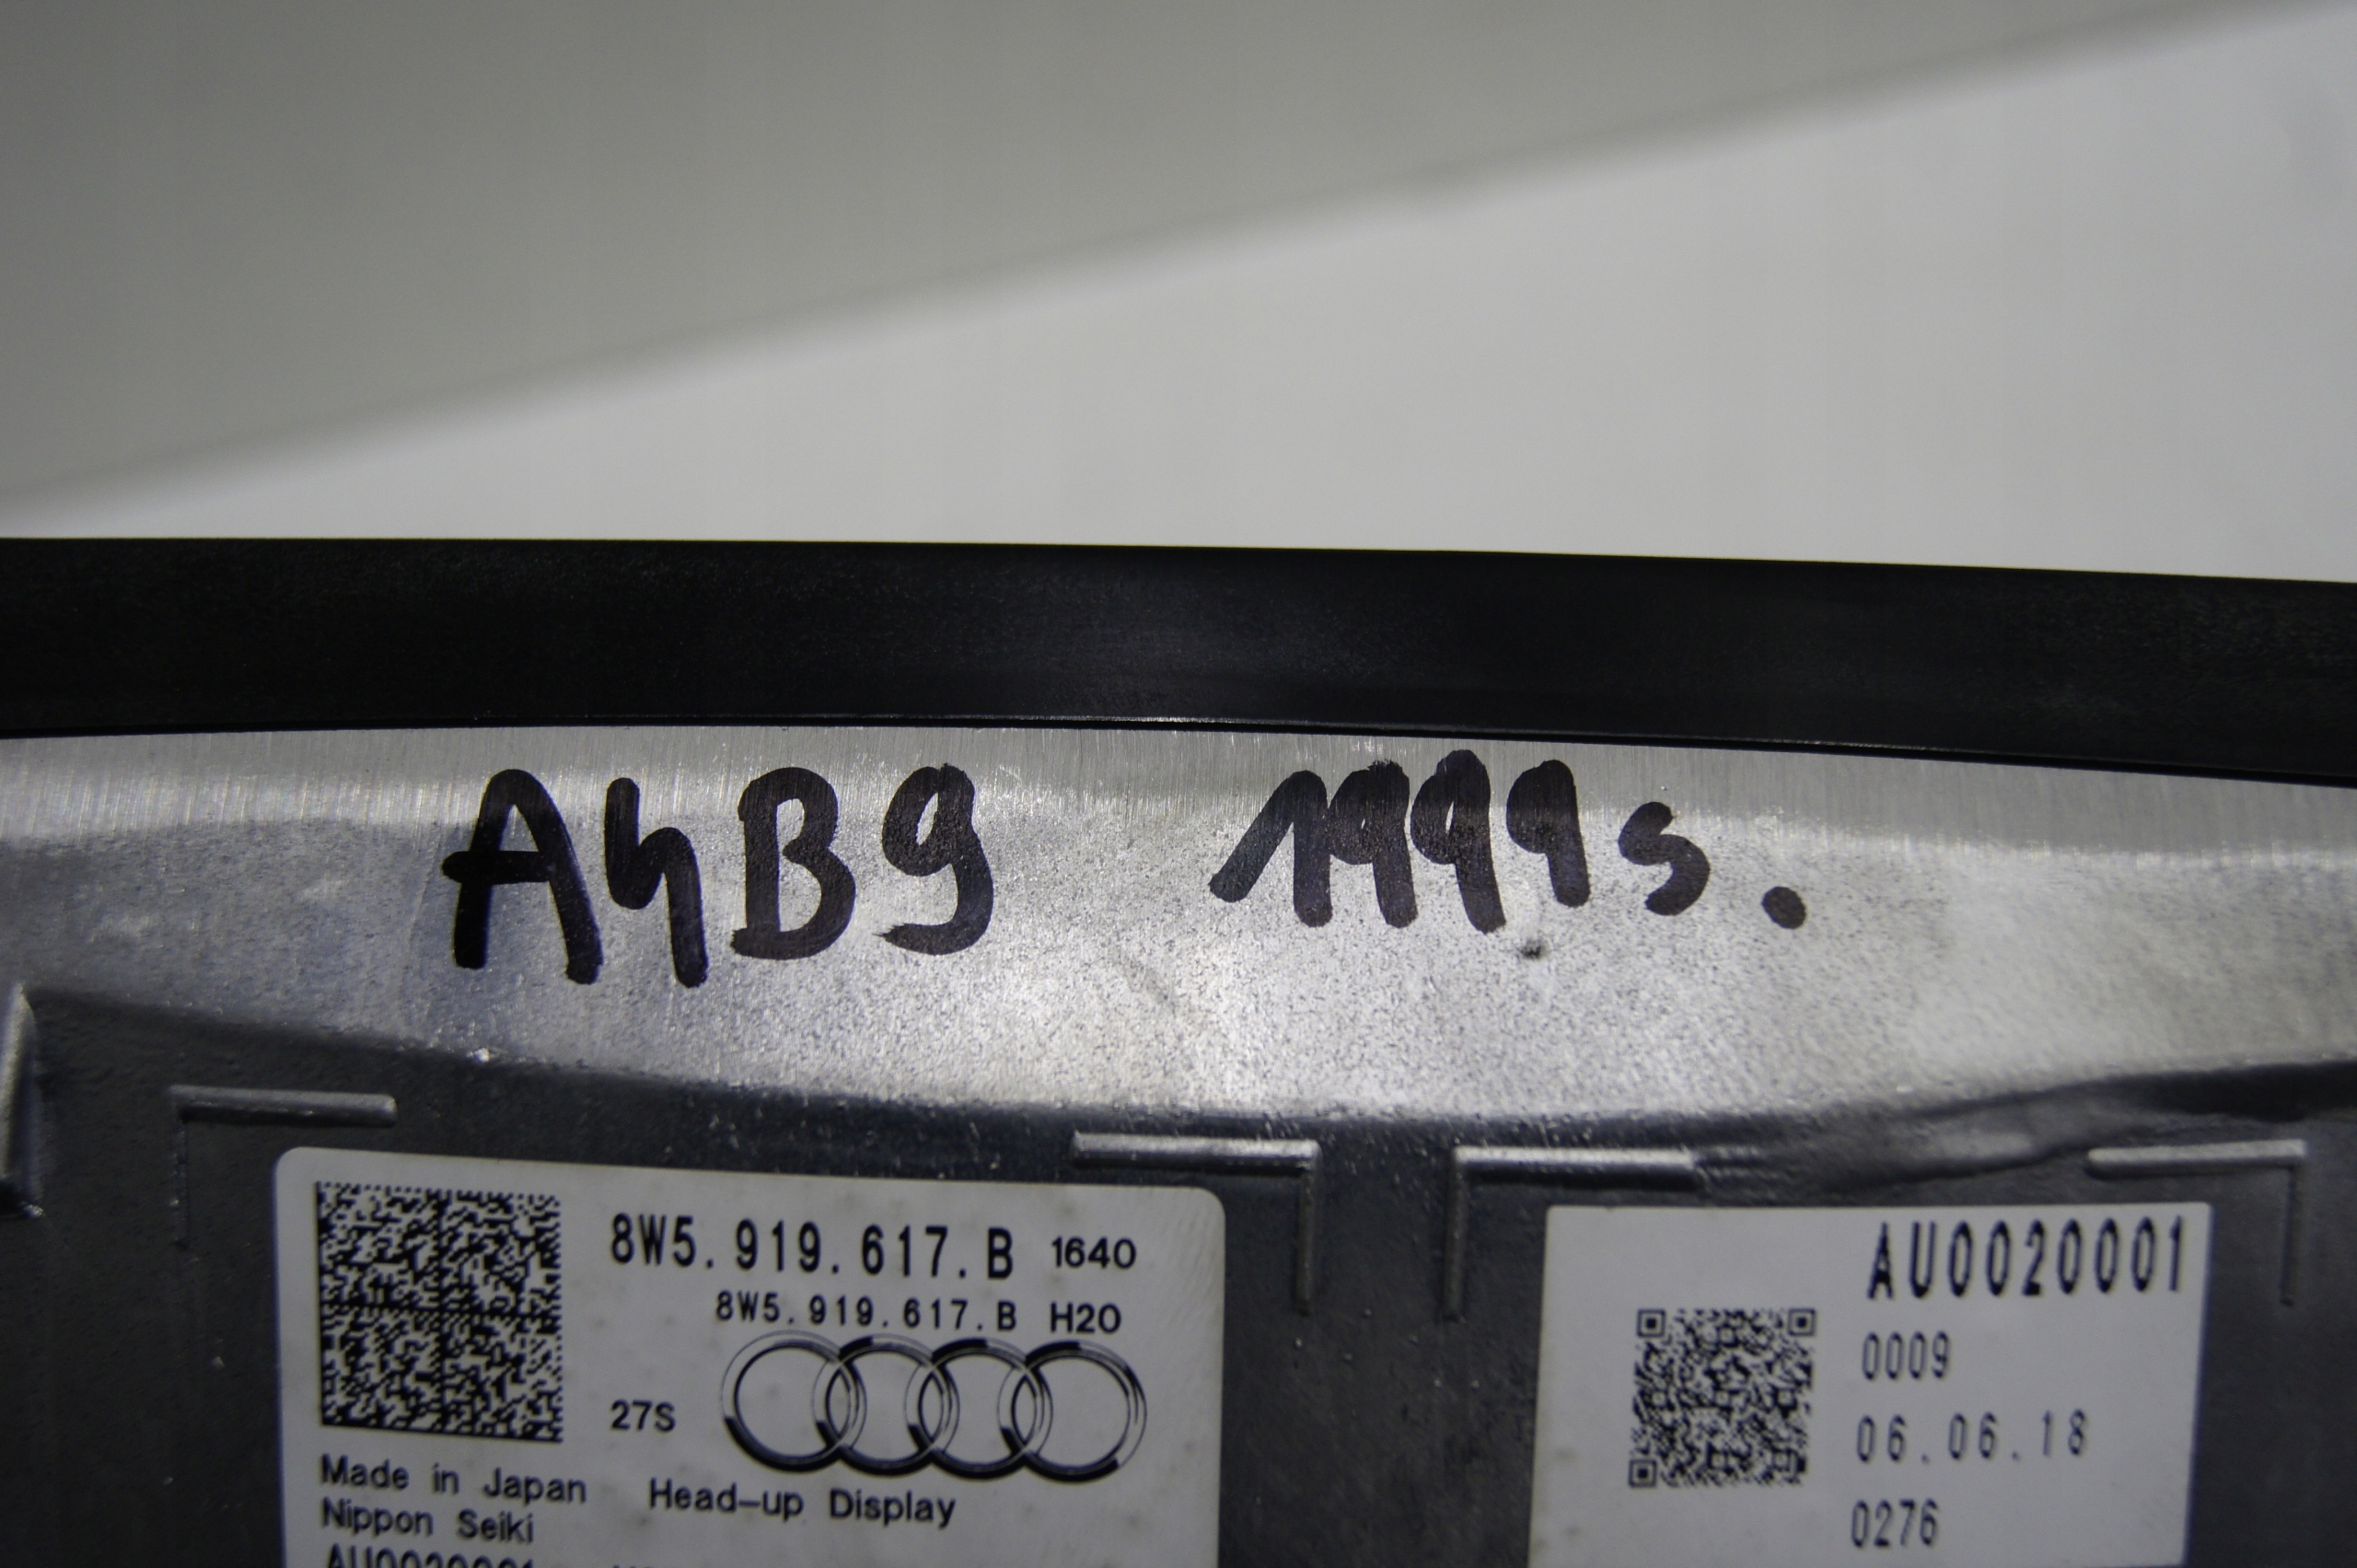 A4B9 1999s.
8W5.919.617.B 1640
8W5.919.617.B H20
27S
Made in Japan Head-up Display
Nippon Seiki
AU0020001
AU0020001
0009
06.06.18
0276